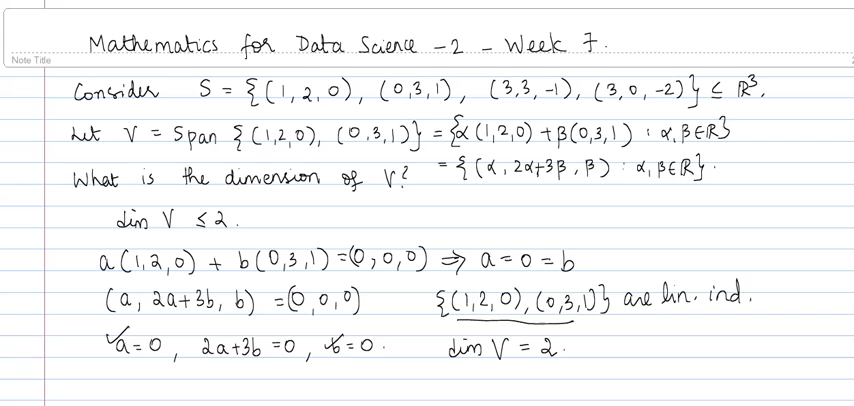 Mathematics for Data Science -2 - Week 7.
Note Title
Consider S = {(1, 2, 0), (0, 3, 1), (3, 3, -1), (3, 0, -2)} ⊆ ℝ³.
Let V = Span {(1,2,0), (0,3,1)} = {α(1,2,0) + β(0,3,1) : α, β ∈ ℝ}
= {(α, 2α+3β, β) : α, β ∈ ℝ}.
What is the dimension of V?
dim V ≤ 2.
a(1,2,0) + b(0,3,1) = (0, 0, 0) ⇒ a = 0 = b
(a, 2a+3b, b) = (0, 0, 0) {(1,2,0), (0,3,1)} are lin. ind.
a = 0, 2a+3b = 0, b = 0. dim V = 2.